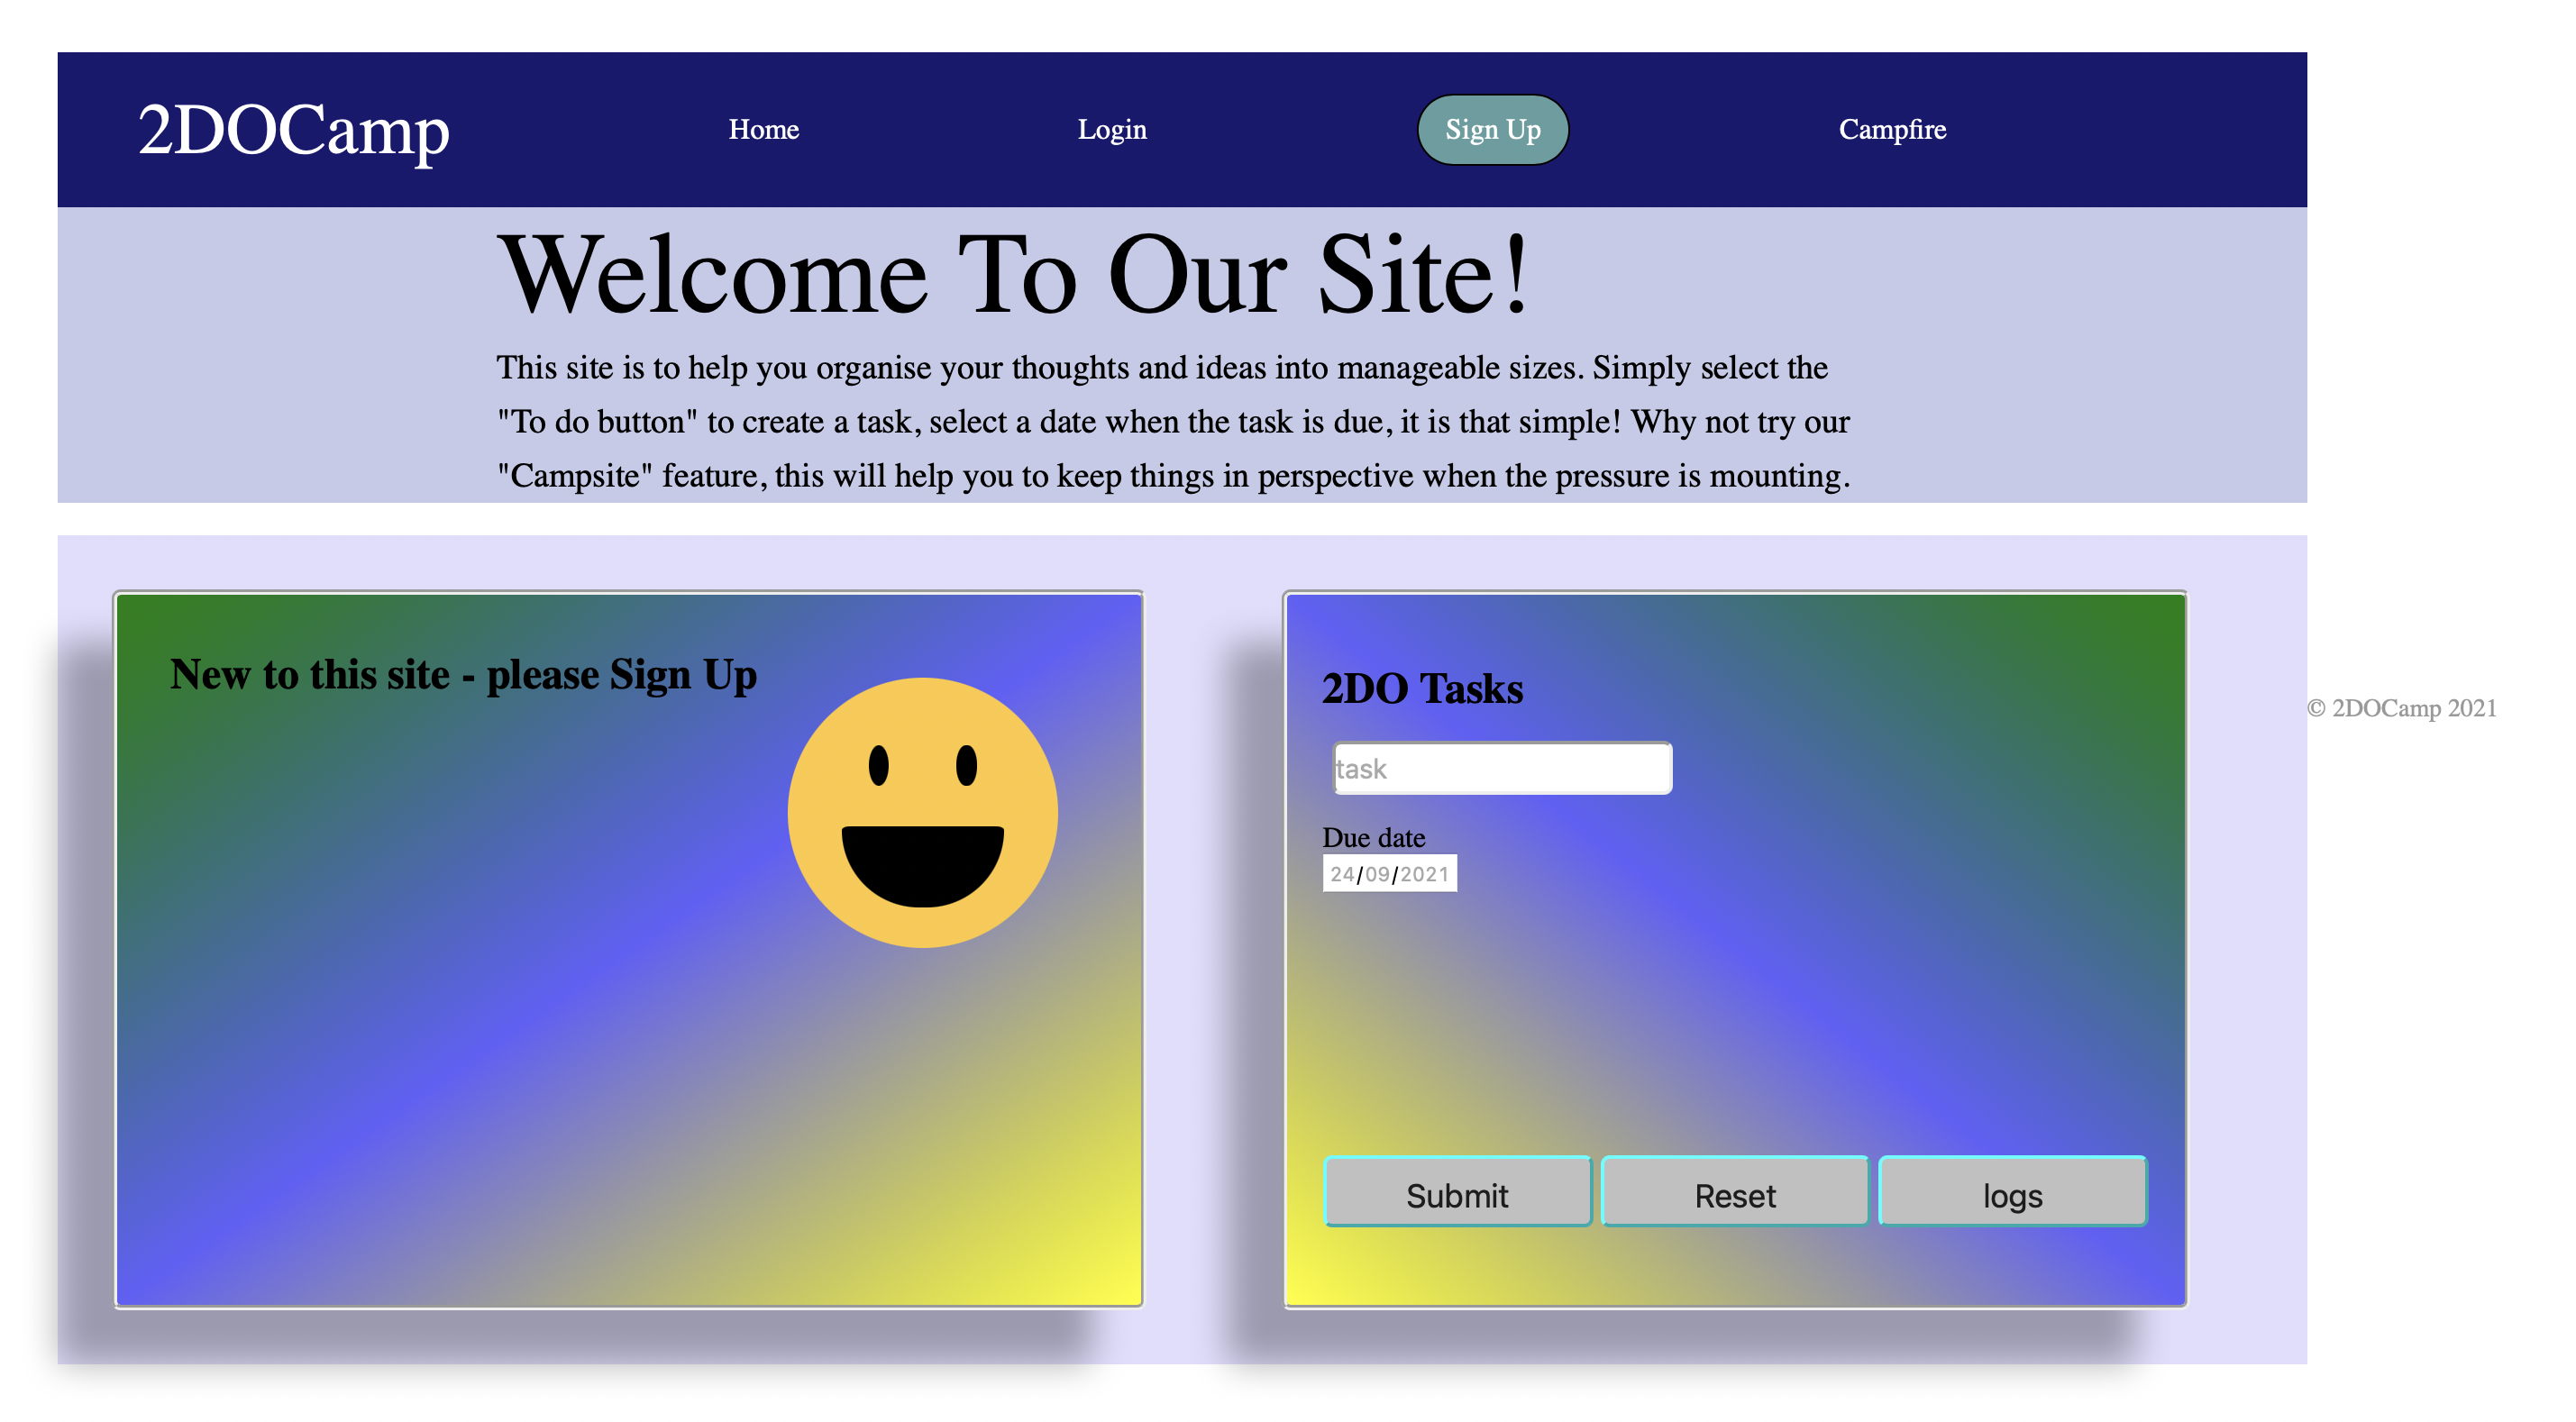 2DOCamp
Home
Login
Sign Up
Campfire
Welcome To Our Site!
This site is to help you organise your thoughts and ideas into manageable sizes. Simply select the
"To do button" to create a task, select a date when the task is due, it is that simple! Why not try our
"Campsite" feature, this will help you to keep things in perspective when the pressure is mounting.
New to this site - please Sign Up
2DO Tasks
task
Due date
24/09/2021
Submit
Reset
logs
© 2DOCamp 2021